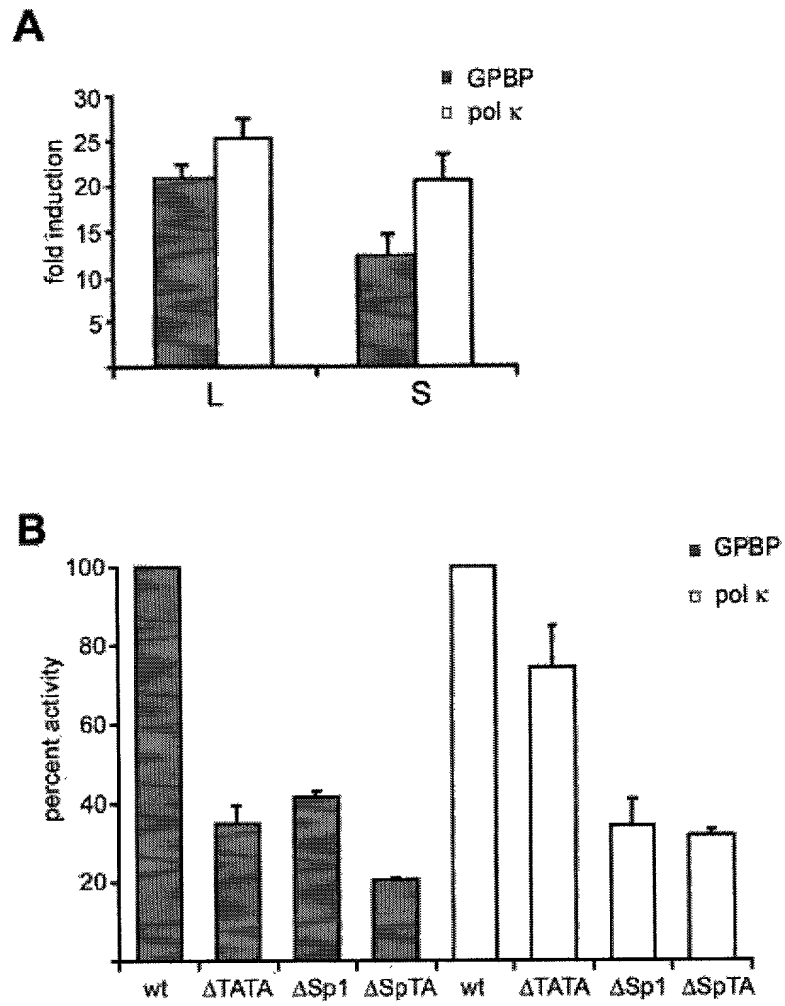 A
GPBP
pol κ
fold induction
30
25
20
15
10
5
L S
B
GPBP
pol κ
percent activity
100
80
60
40
20
wt ΔTATA ΔSp1 ΔSpTA wt ΔTATA ΔSp1 ΔSpTA